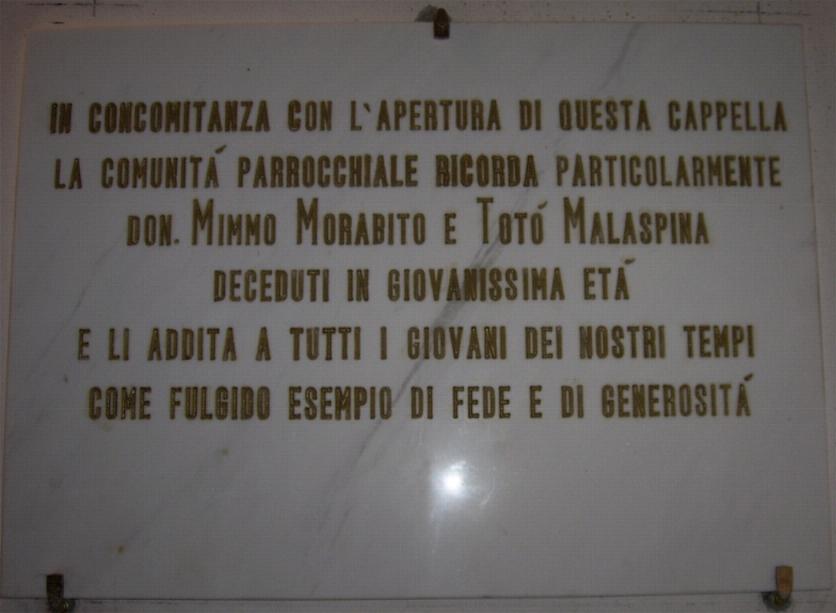 IN CONCOMITANZA CON L'APERTURA DI QUESTA CAPPELLA
LA COMUNITÁ PARROCCHIALE RICORDA PARTICOLARMENTE
DON. MIMMO MORABITO E TOTÓ MALASPINA
DECEDUTI IN GIOVANISSIMA ETÁ
E LI ADDITA A TUTTI I GIOVANI DEI NOSTRI TEMPI
COME FULGIDO ESEMPIO DI FEDE E DI GENEROSITÁ